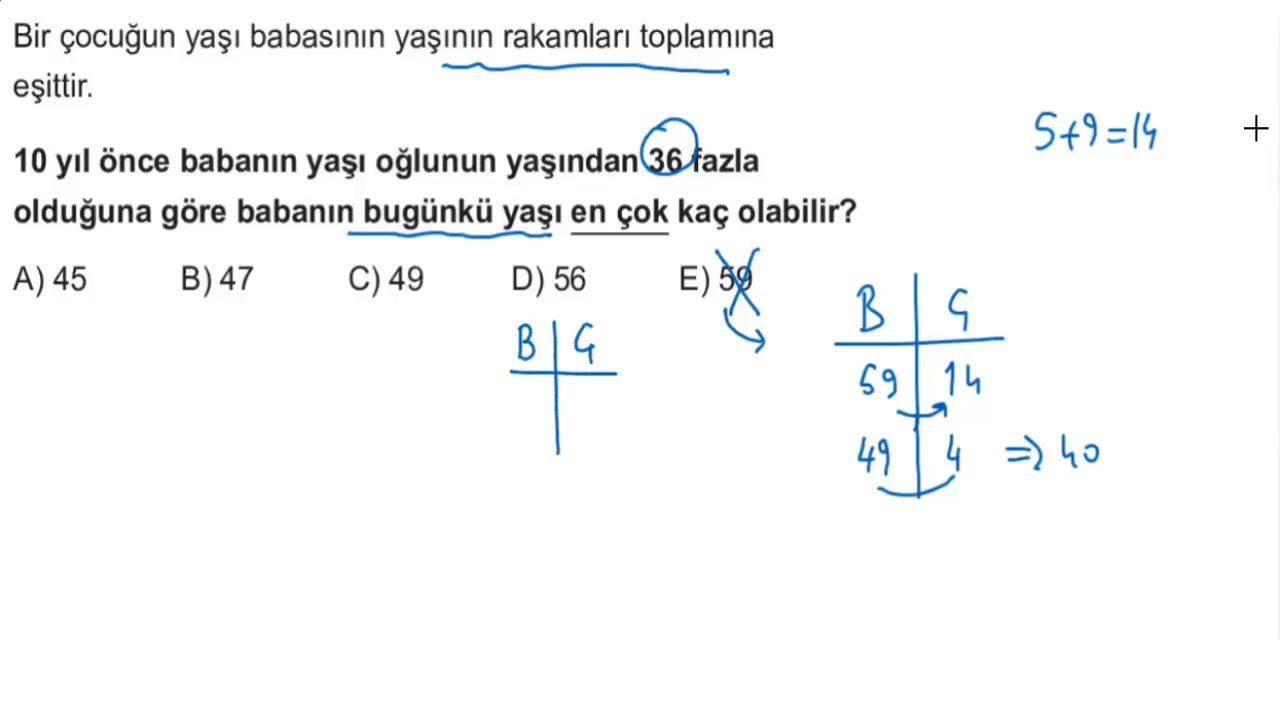 Bir çocuğun yaşı babasının yaşının rakamları toplamına
eşittir.
5+9=14
10 yıl önce babanın yaşı oğlunun yaşından 36 fazla
olduğuna göre babanın bugünkü yaşı en çok kaç olabilir?
A) 45 B) 47 C) 49 D) 56 E) 59
B Ç
B Ç
59 14
49 4 ⇒ 40